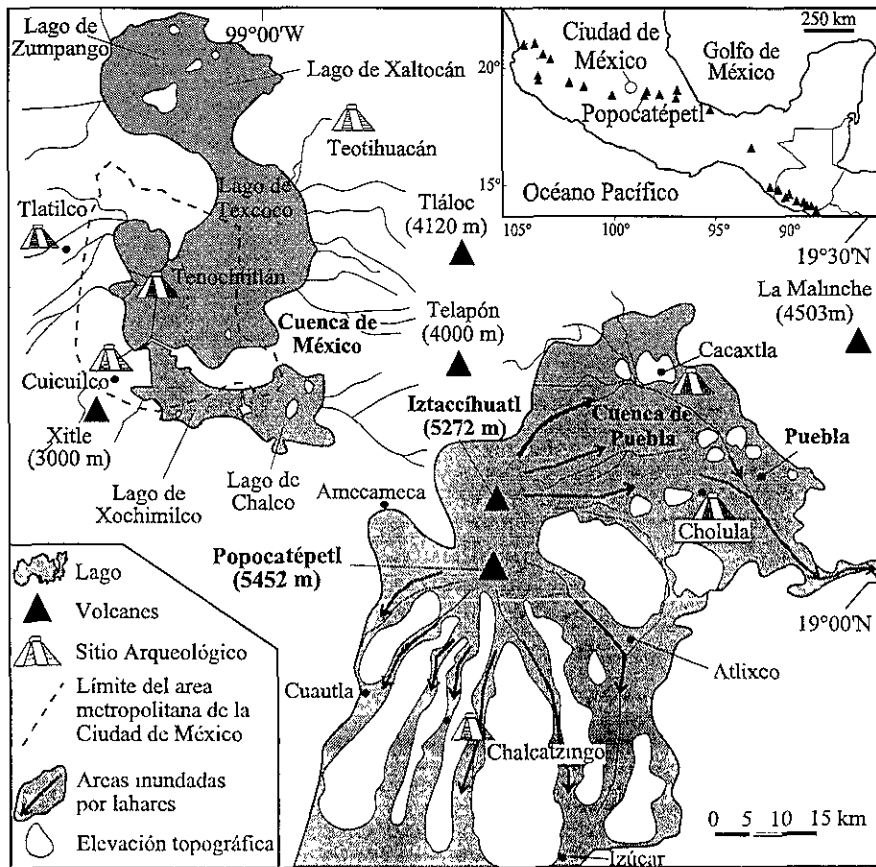 Lago de
Zumpango
99°00'W
Lago de Xaltocán
Teotihuacán
Lago de
Texcoco
Tlatilco
Tenochtitlán
Tláloc
(4120 m)
Cuenca de
México
Telapón
(4000 m)
Cuicuilco
Xitle
(3000 m)
Lago de
Xochimilco
Lago de
Chalco
Amecameca
Iztaccíhuatl
(5272 m)
Popocatépetl
(5452 m)
250 km
Ciudad de
México
Golfo de
México
Popocatépetl
20°
15°
Océano Pacífico
105°
100°
95°
90°
19°30'N
La Malinche
(4503m)
Cacaxtla
Cuenca de
Puebla
Puebla
Cholula
19°00'N
Atlixco
Cuautla
Chalcatzingo
Izúcar
0 5 10 15 km
Lago
Volcanes
Sitio Arqueológico
Límite del area
metropolitana de la
Ciudad de México
Areas inundadas
por lahares
Elevación topográfica